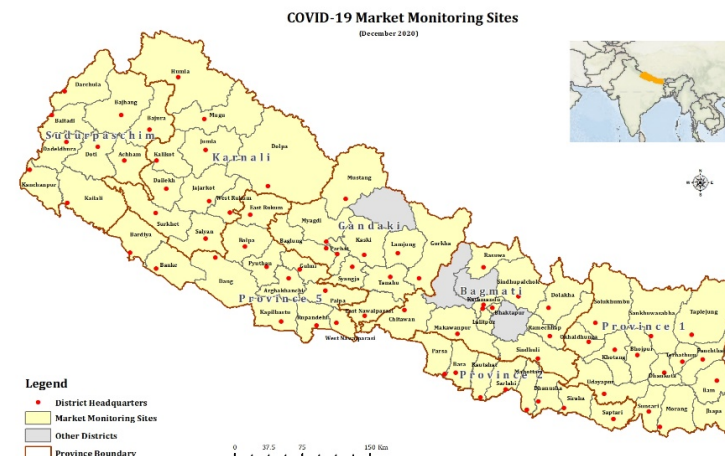 COVID-19 Market Monitoring Sites
(December 2020)
Humla
Darchula
Bajhang
Mugu
Baitadi
Bajura
Sudurpaschim
Jumla
Dolpa
Dadeldhura
Doti
Achham
Kalikot
Karnali
Mustang
Kanchanpur
Dailekh
Jajarkot
Kailali
West Rukum
East Rukum
Myagdi
Surkhet
Gandaki
Salyan
Bardiya
Rolpa
Baglung
Parbat
Kaski
Lamjung
Gorkha
Rasuwa
Banke
Pyuthan
Gulmi
Syangja
Tanahu
Sindhupalchok
Dang
Arghakhanchi
Bagmati
Province 5
Palpa
Kathmandu
Dolakha
Solukhumbu
Sankhuwasabha
Taplejung
Kapilbastu
Rupandehi
East Nawalparasi
Chitawan
Bhaktapur
Lalitpur
Ramechhap
Province 1
West Nawalparasi
Makawanpur
Okhaldhunga
Parsa
Bara
Rautahat
Sindhuli
Khotang
Bhojpur
Terhathum
Province 2
Dhankuta
Sarlahi
Dhanusha
Siraha
Udayapur
Saptari
Sunsari
Morang
Jhapa
Legend
District Headquarters
Market Monitoring Sites
Other Districts
Province Boundary
0 37.5 75 150 Km